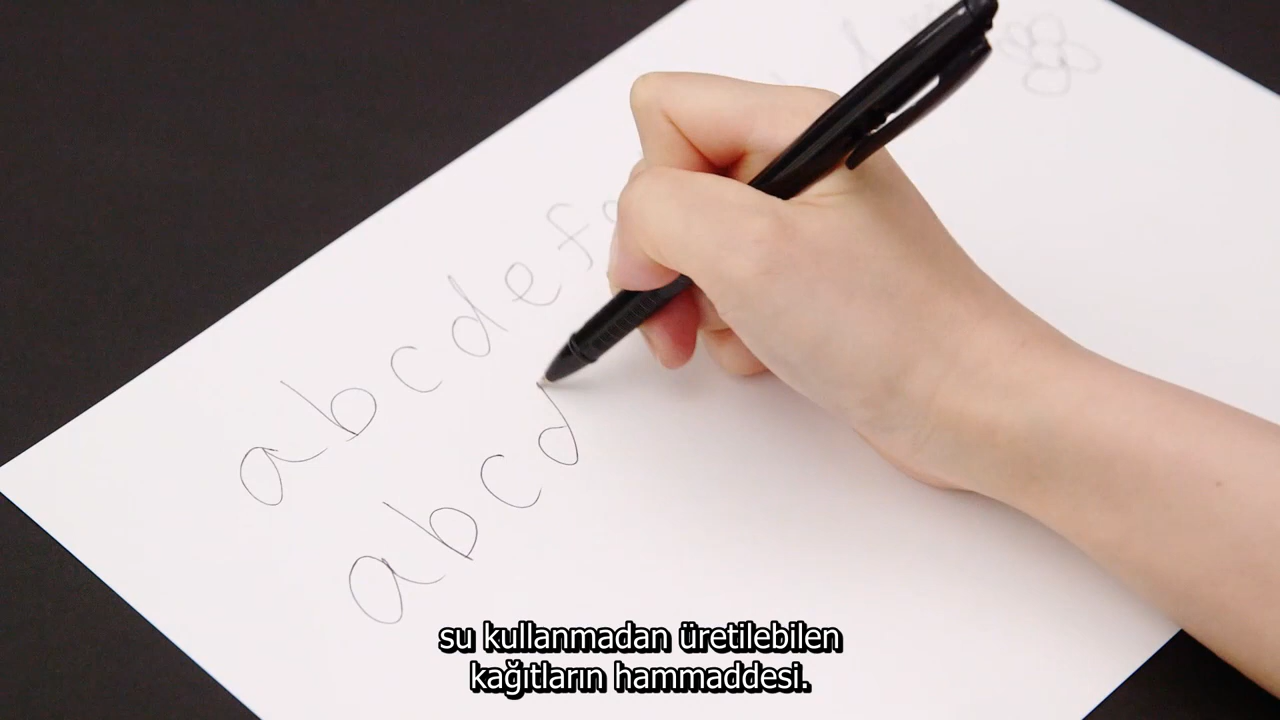 abcdef
abcd
su kullanmadan üretilebilen
kağıtların hammaddesi.